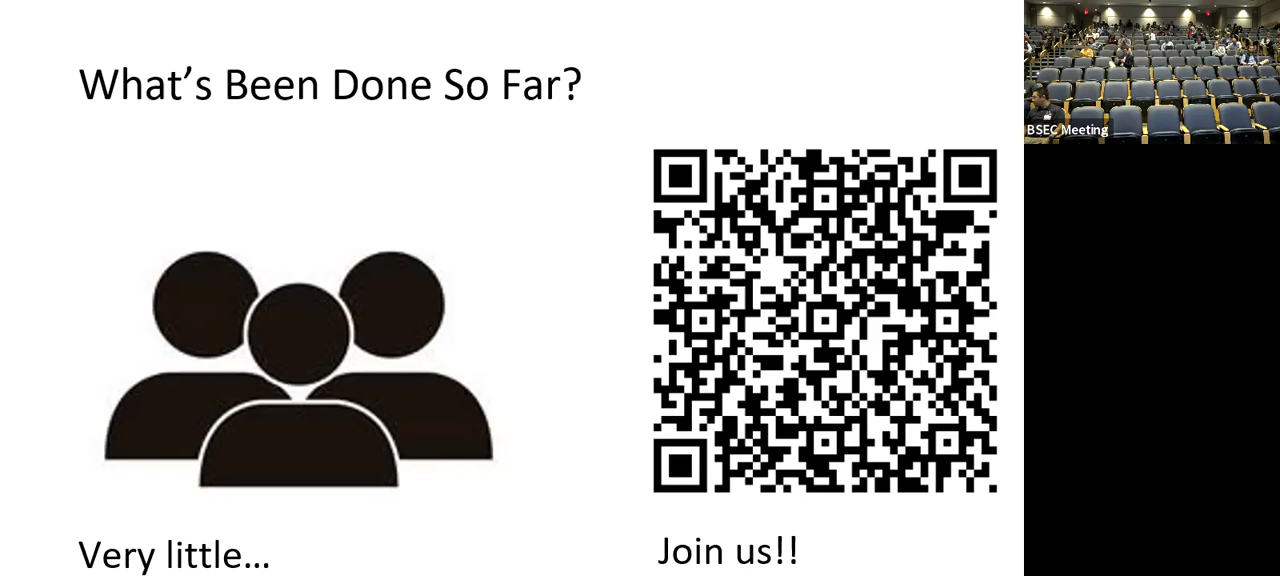 What's Been Done So Far?
BSEC Meeting
Very little...
Join us!!